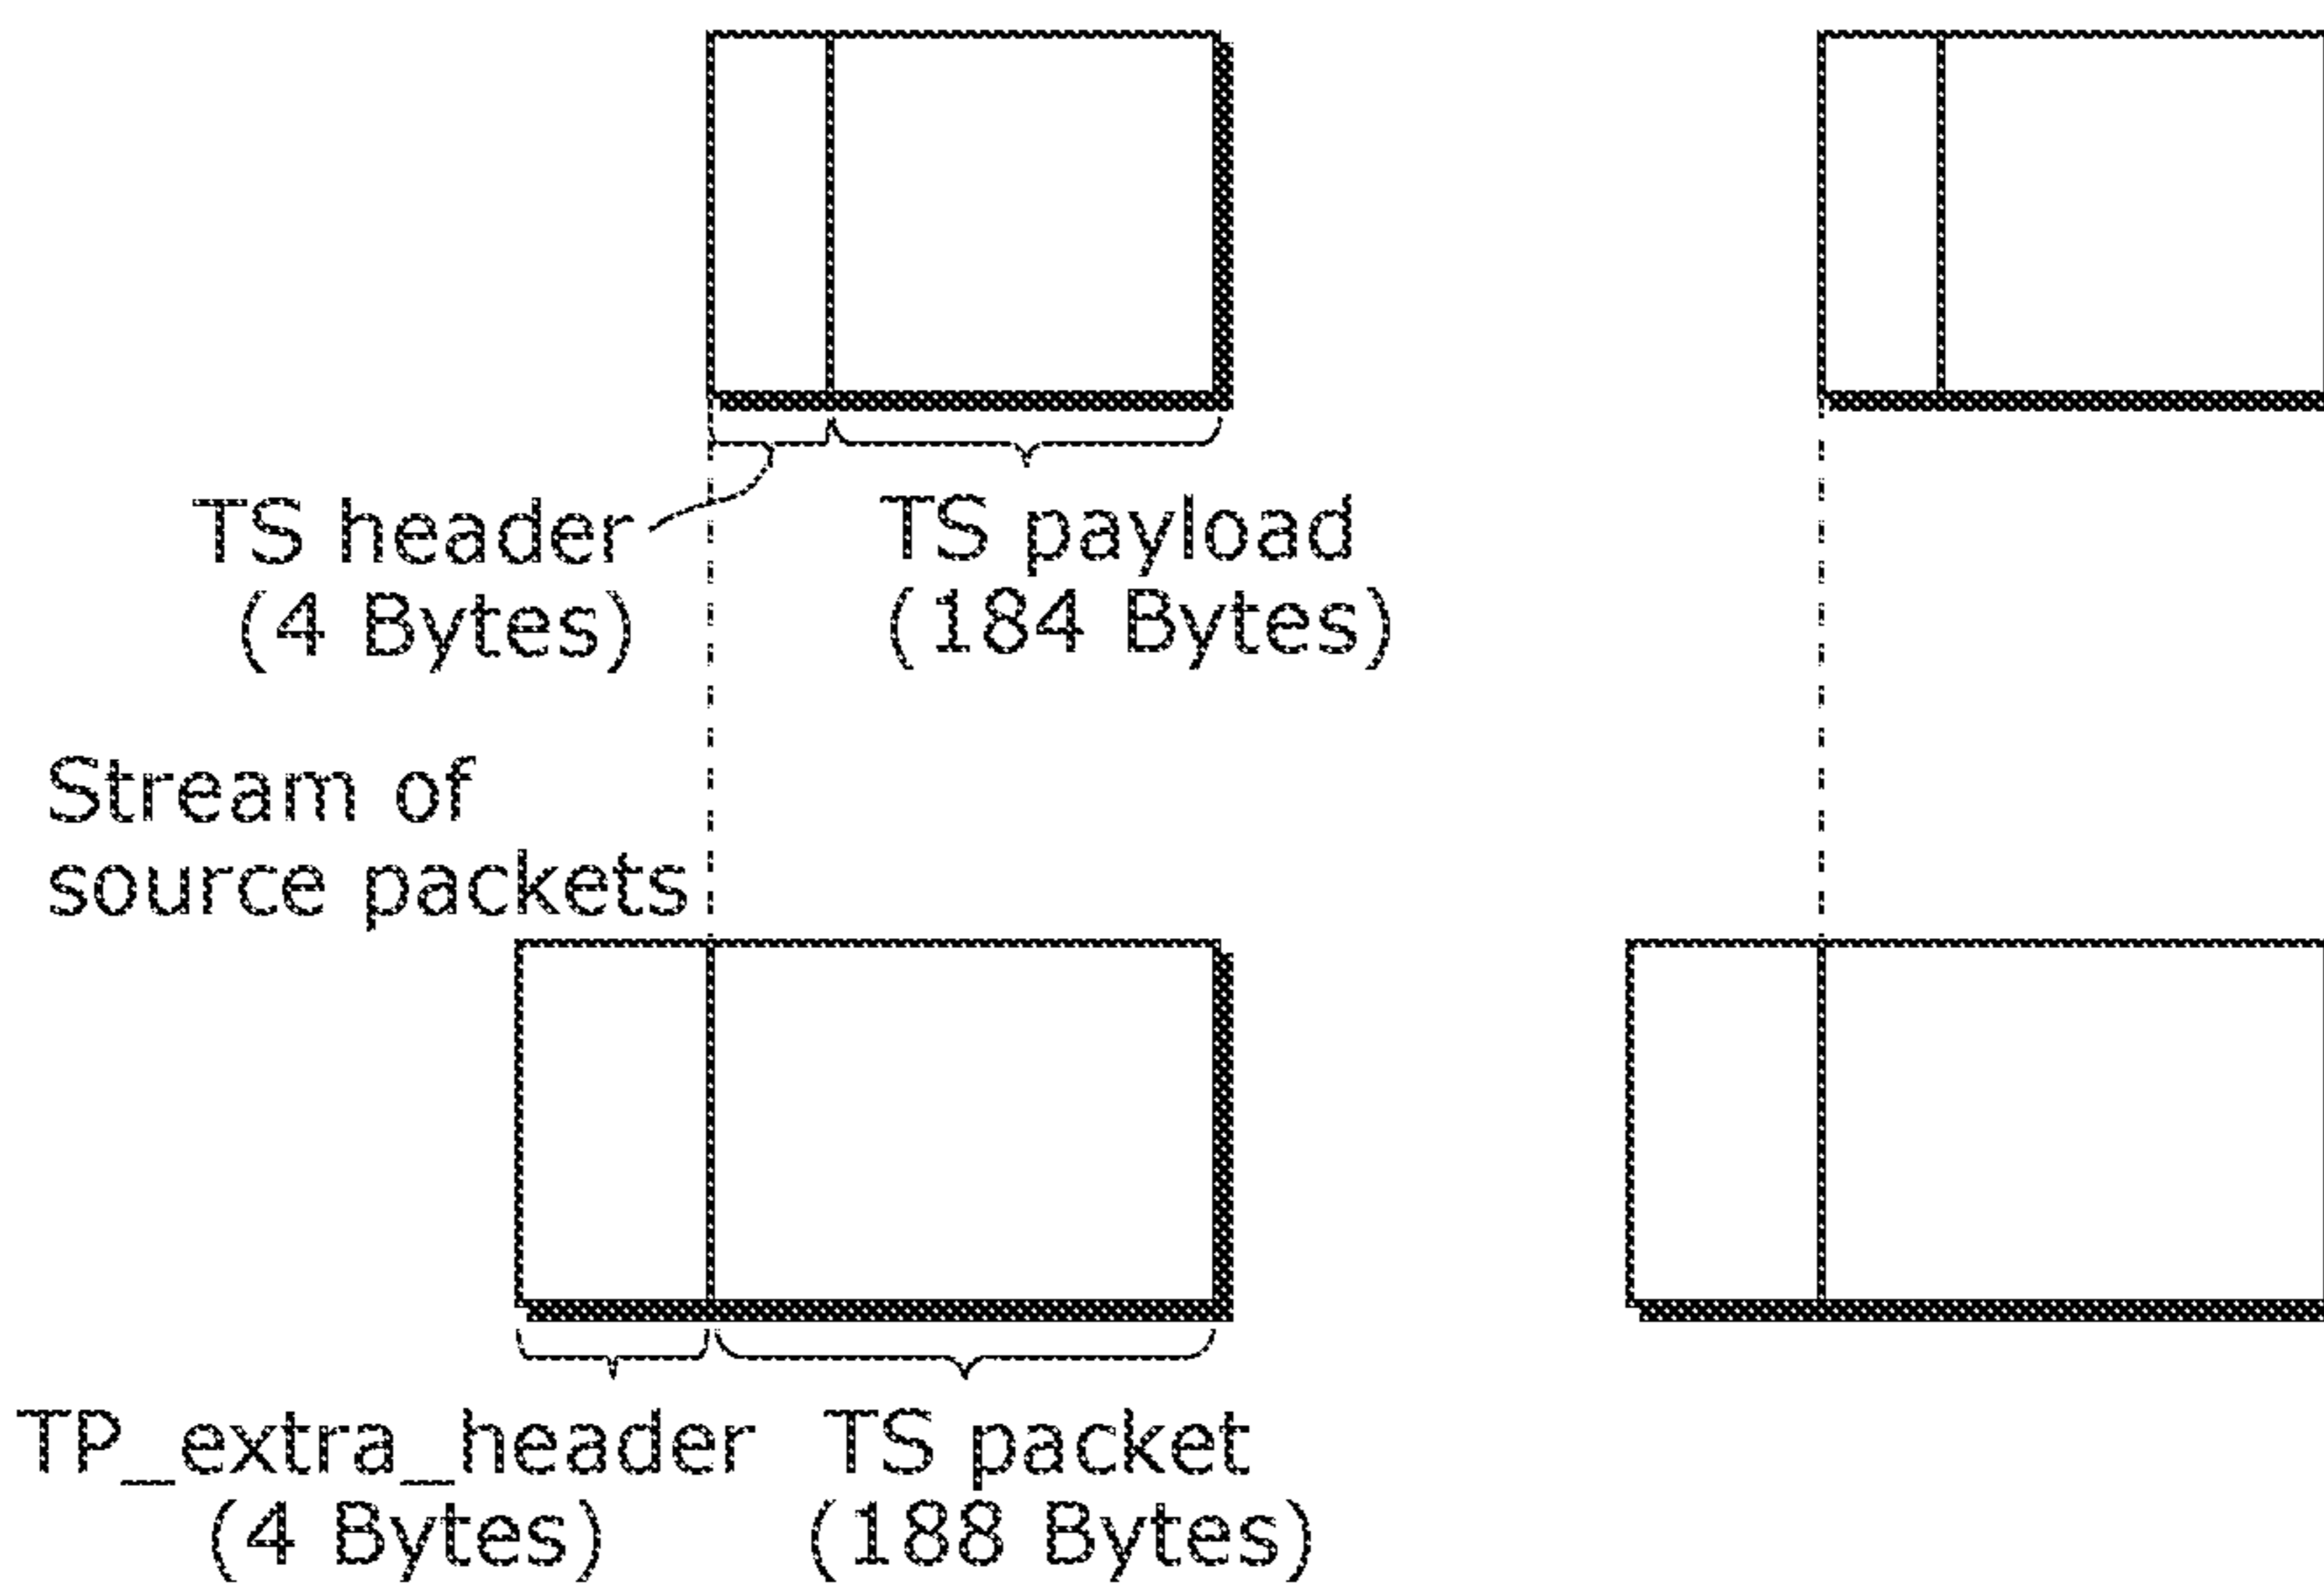 TS header
(4 Bytes)
TS payload
(184 Bytes)
Stream of
source packets
TP_extra_header
(4 Bytes)
TS packet
(188 Bytes)